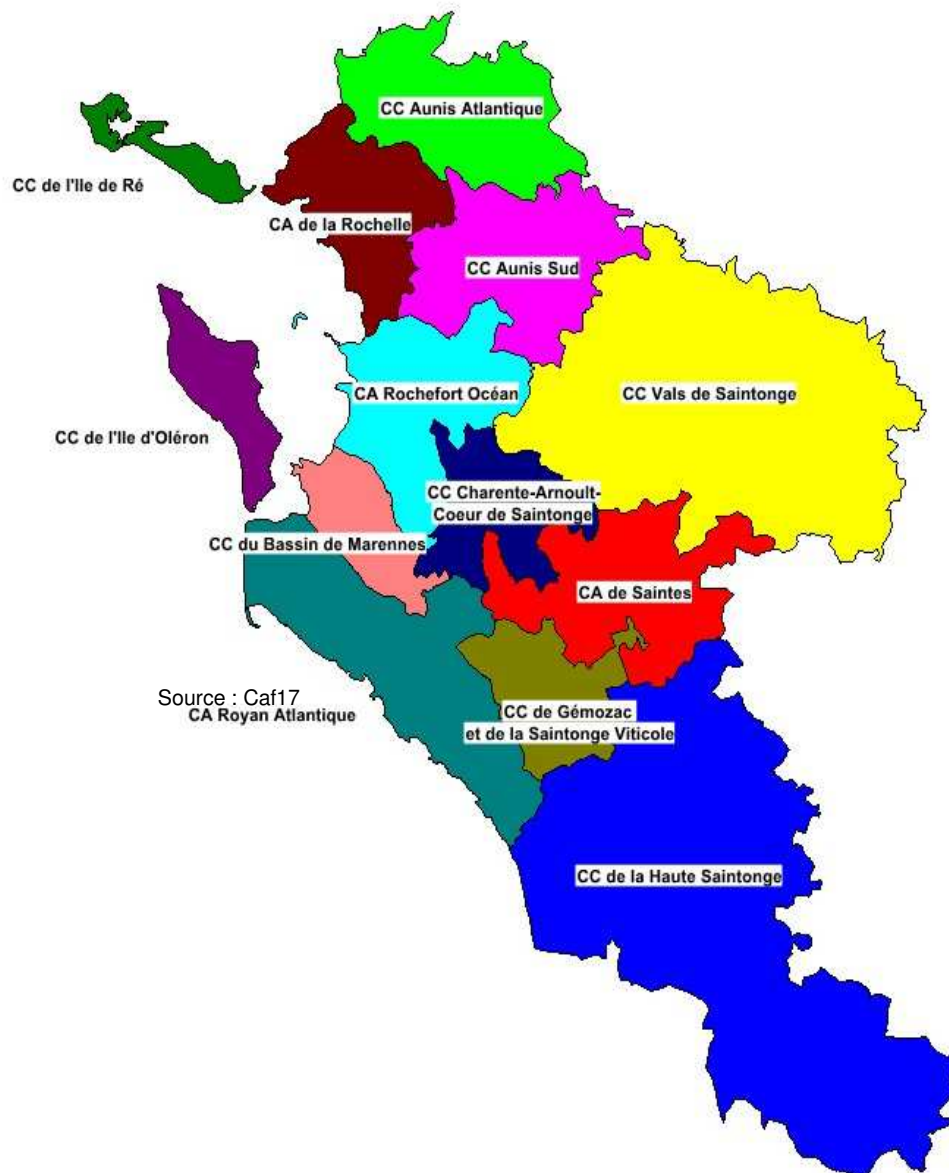 CC Aunis Atlantique
CC de l'Ile de Ré
CA de la Rochelle
CC Aunis Sud
CA Rochefort Océan
CC Vals de Saintonge
CC de l'Ile d'Oléron
CC Charente-Arnoult-
Coeur de Saintonge
CC du Bassin de Marennes
CA de Saintes
Source : Caf17
CA Royan Atlantique
CC de Gémozac
et de la Saintonge Viticole
CC de la Haute Saintonge